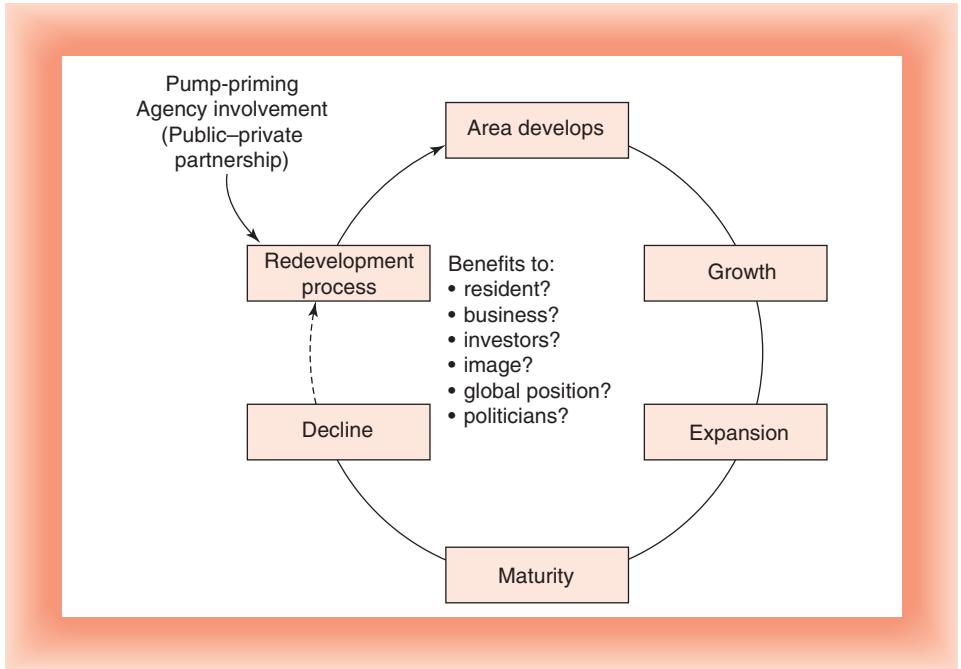 Pump-priming
Agency involvement
(Public–private
partnership)
Area develops
Redevelopment
process
Benefits to:
• resident?
• business?
• investors?
• image?
• global position?
• politicians?
Growth
Decline
Expansion
Maturity